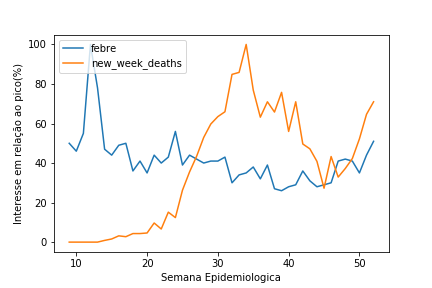 100
80
60
40
20
0
10
20
30
40
50
febre
new_week_deaths
Interesse em relação ao pico(%)
Semana Epidemiologica